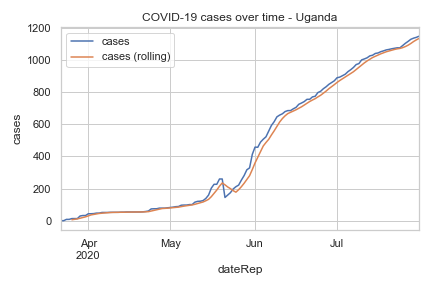 COVID-19 cases over time - Uganda
cases
cases (rolling)
1200
1000
800
600
400
200
0
cases
Apr
2020
May
Jun
Jul
dateRep